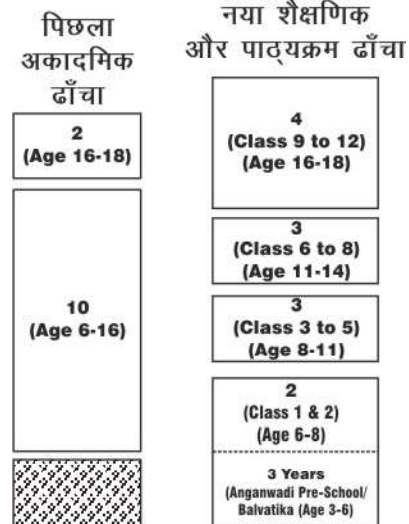 पिछला
अकादमिक
ढाँचा
2
(Age 16-18)
10
(Age 6-16)
नया शैक्षणिक
और पाठ्यक्रम ढाँचा
4
(Class 9 to 12)
(Age 16-18)
3
(Class 6 to 8)
(Age 11-14)
3
(Class 3 to 5)
(Age 8-11)
2
(Class 1 & 2)
(Age 6-8)
3 Years
(Anganwadi Pre-School/
Balvatika (Age 3-6)